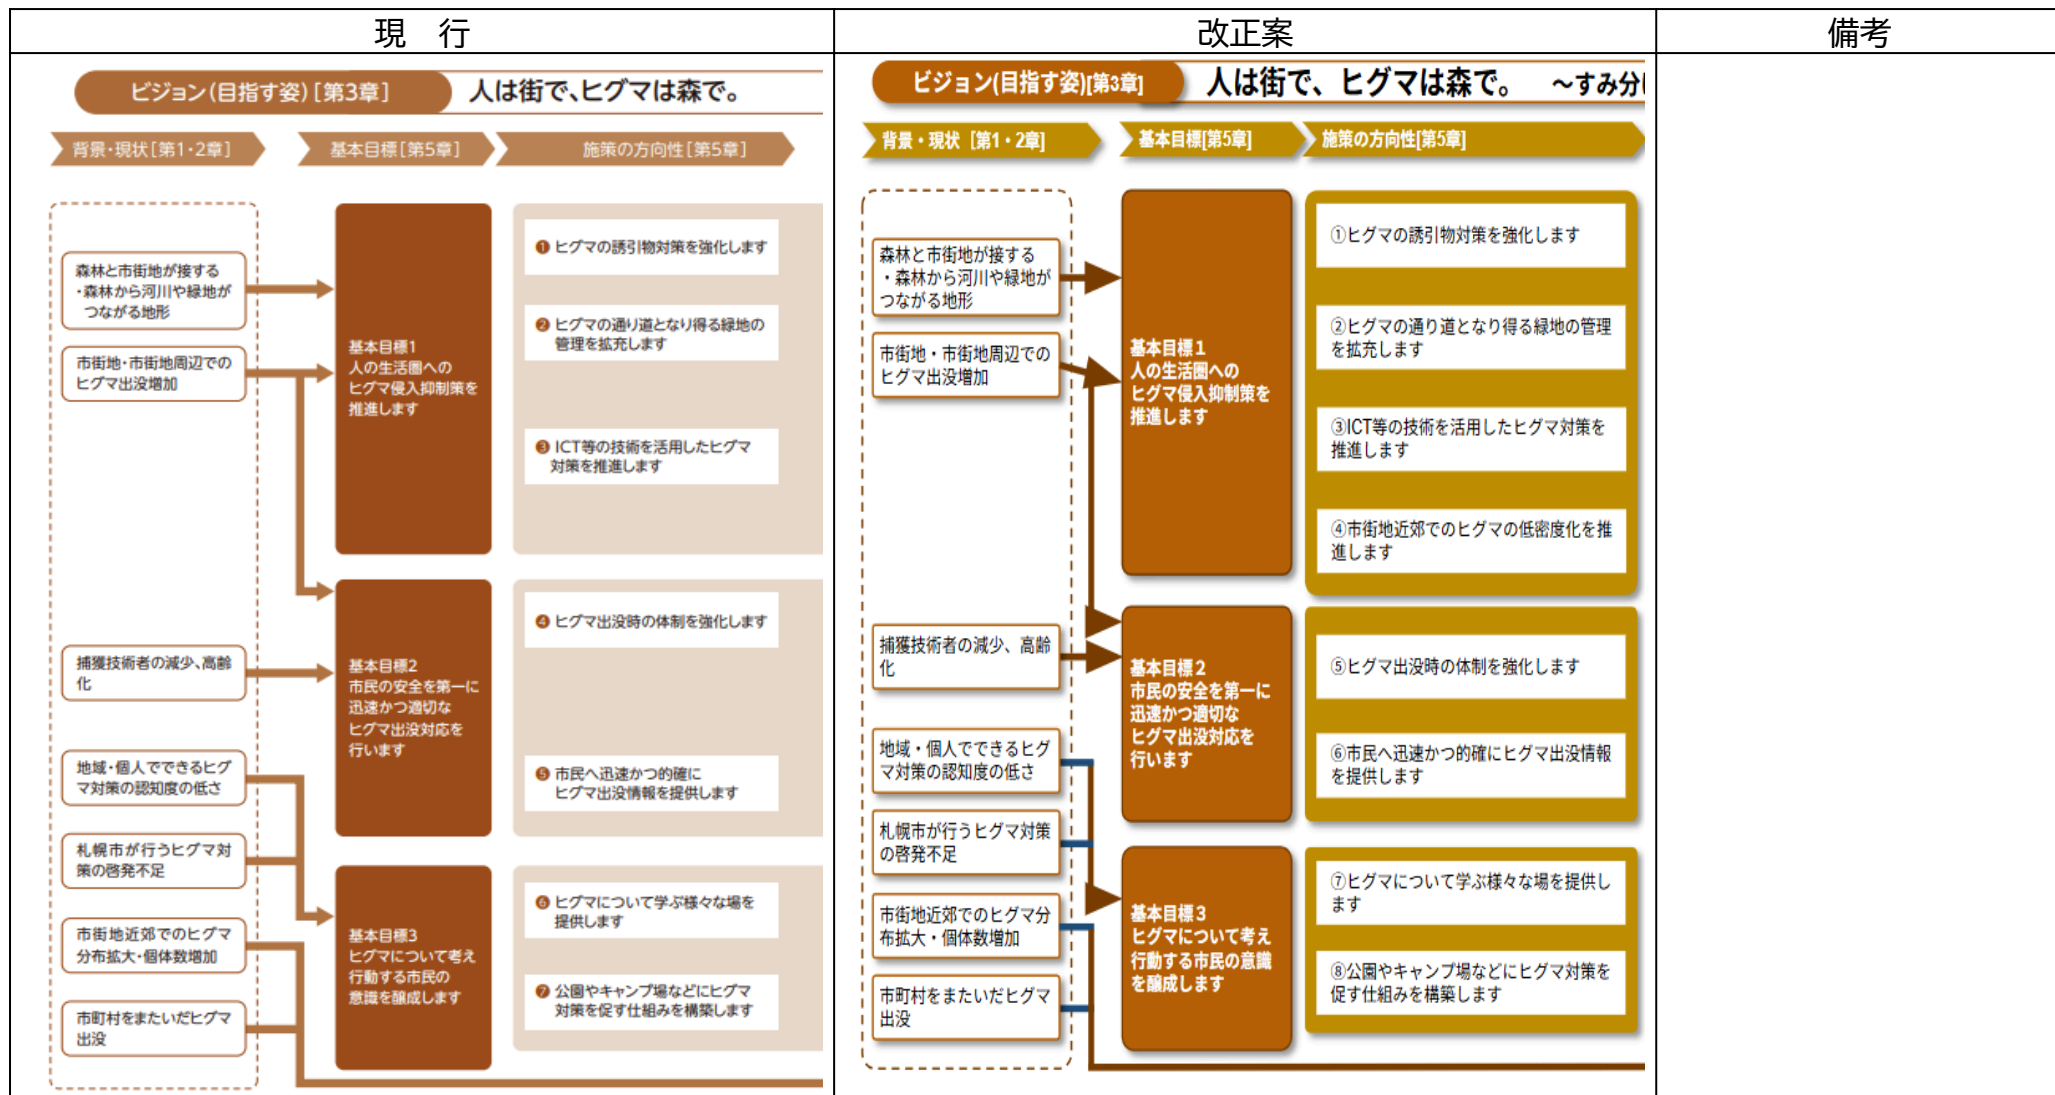 現　行
改正案
備考
ビジョン(目指す姿)[第3章]
人は街で、ヒグマは森で。
背景・現状[第1・2章]
基本目標[第5章]
施策の方向性[第5章]
森林と市街地が接する
・森林から河川や緑地が
つながる地形
市街地・市街地周辺での
ヒグマ出没増加
捕獲技術者の減少、高齢
化
地域・個人でできるヒグ
マ対策の認知度の低さ
札幌市が行うヒグマ対
策の啓発不足
市街地近郊でのヒグマ
分布拡大・個体数増加
市町村をまたいだヒグマ
出没
基本目標1
人の生活圏への
ヒグマ侵入抑制策を
推進します
基本目標2
市民の安全を第一に
迅速かつ適切な
ヒグマ出没対応を
行います
基本目標3
ヒグマについて考え
行動する市民の
意識を醸成します
❶ ヒグマの誘引物対策を強化します
❷ ヒグマの通り道となり得る緑地の
管理を拡充します
❸ ICT等の技術を活用したヒグマ
対策を推進します
❹ ヒグマ出没時の体制を強化します
❺ 市民へ迅速かつ的確に
ヒグマ出没情報を提供します
❻ ヒグマについて学ぶ様々な場を
提供します
❼ 公園やキャンプ場などにヒグマ
対策を促す仕組みを構築します
ビジョン(目指す姿)[第3章]
人は街で、ヒグマは森で。　～すみ分
背景・現状［第1・2章]
基本目標[第5章]
施策の方向性[第5章]
森林と市街地が接する
・森林から河川や緑地が
つながる地形
市街地・市街地周辺での
ヒグマ出没増加
捕獲技術者の減少、高齢
化
地域・個人でできるヒグ
マ対策の認知度の低さ
札幌市が行うヒグマ対策
の啓発不足
市街地近郊でのヒグマ分
布拡大・個体数増加
市町村をまたいだヒグマ
出没
基本目標１
人の生活圏への
ヒグマ侵入抑制策を
推進します
基本目標２
市民の安全を第一に
迅速かつ適切な
ヒグマ出没対応を
行います
基本目標３
ヒグマについて考え
行動する市民の意識
を醸成します
①ヒグマの誘引物対策を強化します
②ヒグマの通り道となり得る緑地の管理
を拡充します
③ICT等の技術を活用したヒグマ対策を
推進します
④市街地近郊でのヒグマの低密度化を推
進します
⑤ヒグマ出没時の体制を強化します
⑥市民へ迅速かつ的確にヒグマ出没情報
を提供します
⑦ヒグマについて学ぶ様々な場を提供し
ます
⑧公園やキャンプ場などにヒグマ対策を
促す仕組みを構築します